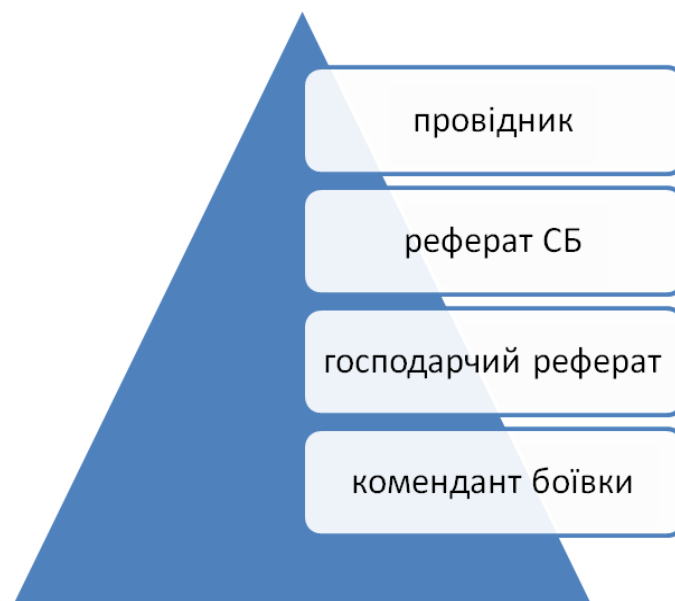 провідник
реферат СБ
господарчий реферат
комендант боївки